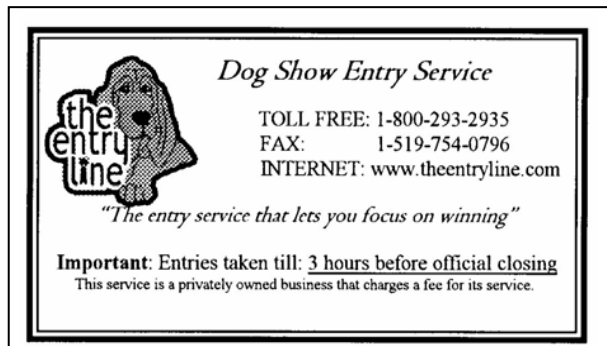 Dog Show Entry Service
the
entry
line
TOLL FREE: 1-800-293-2935
FAX: 1-519-754-0796
INTERNET: www.theentryline.com
"The entry service that lets you focus on winning"
Important: Entries taken till: 3 hours before official closing
This service is a privately owned business that charges a fee for its service.